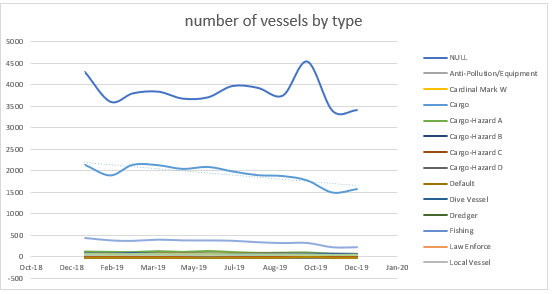 number of vessels by type
5000
4500
4000
3500
3000
2500
2000
1500
1000
500
0
-500
Oct-18 Dec-18 Feb-19 Mar-19 May-19 Jul-19 Aug-19 Oct-19 Dec-19 Jan-20
NULL
Anti-Pollution/Equipment
Cardinal Mark W
Cargo
Cargo-Hazard A
Cargo-Hazard B
Cargo-Hazard C
Cargo-Hazard D
Default
Dive Vessel
Dredger
Fishing
Law Enforce
Local Vessel